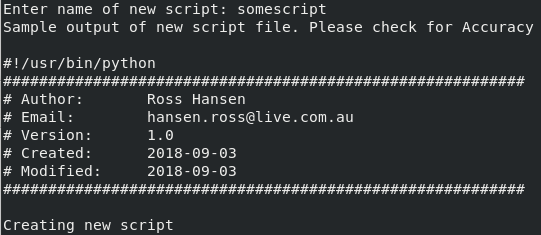 Enter name of new script: somescript
Sample output of new script file. Please check for Accuracy
#!/usr/bin/python
##########################################################
# Author:       Ross Hansen
# Email:        hansen.ross@live.com.au
# Version:      1.0
# Created:      2018-09-03
# Modified:     2018-09-03
##########################################################
Creating new script